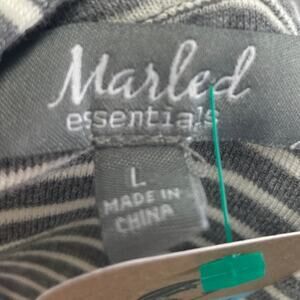 Marled
essentials
L
MADE IN
CHINA